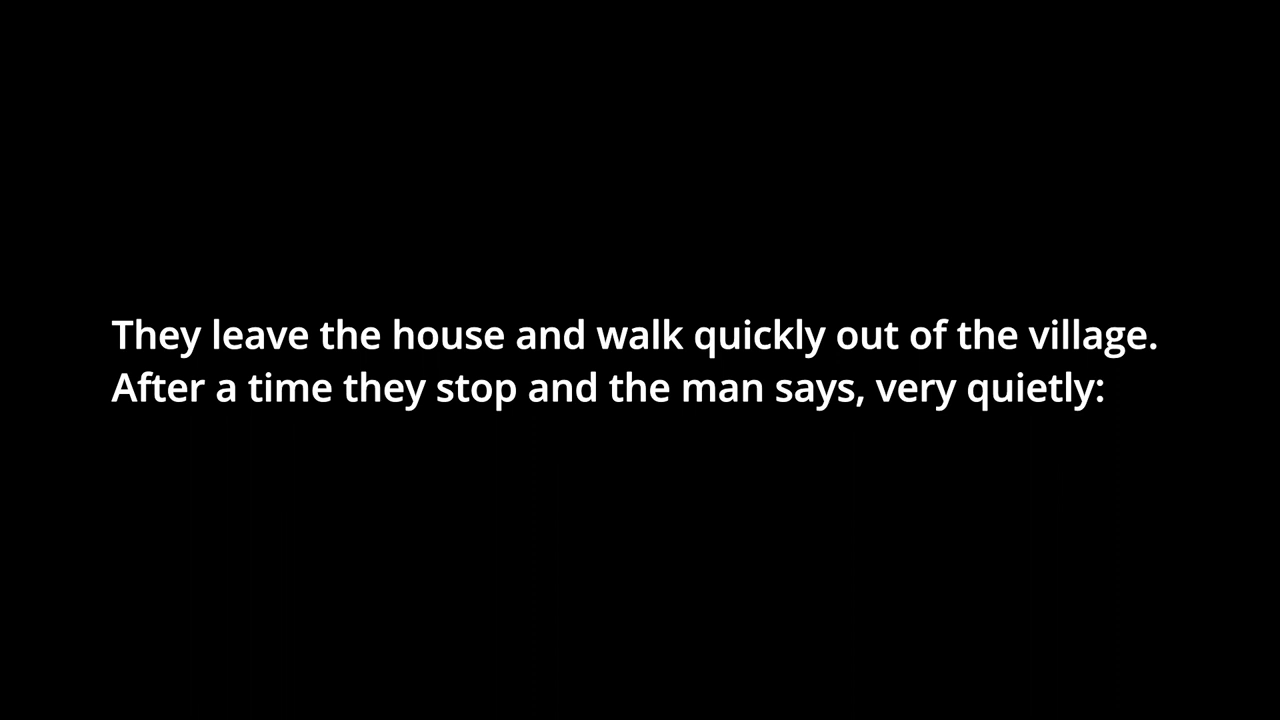 They leave the house and walk quickly out of the village.
After a time they stop and the man says, very quietly: